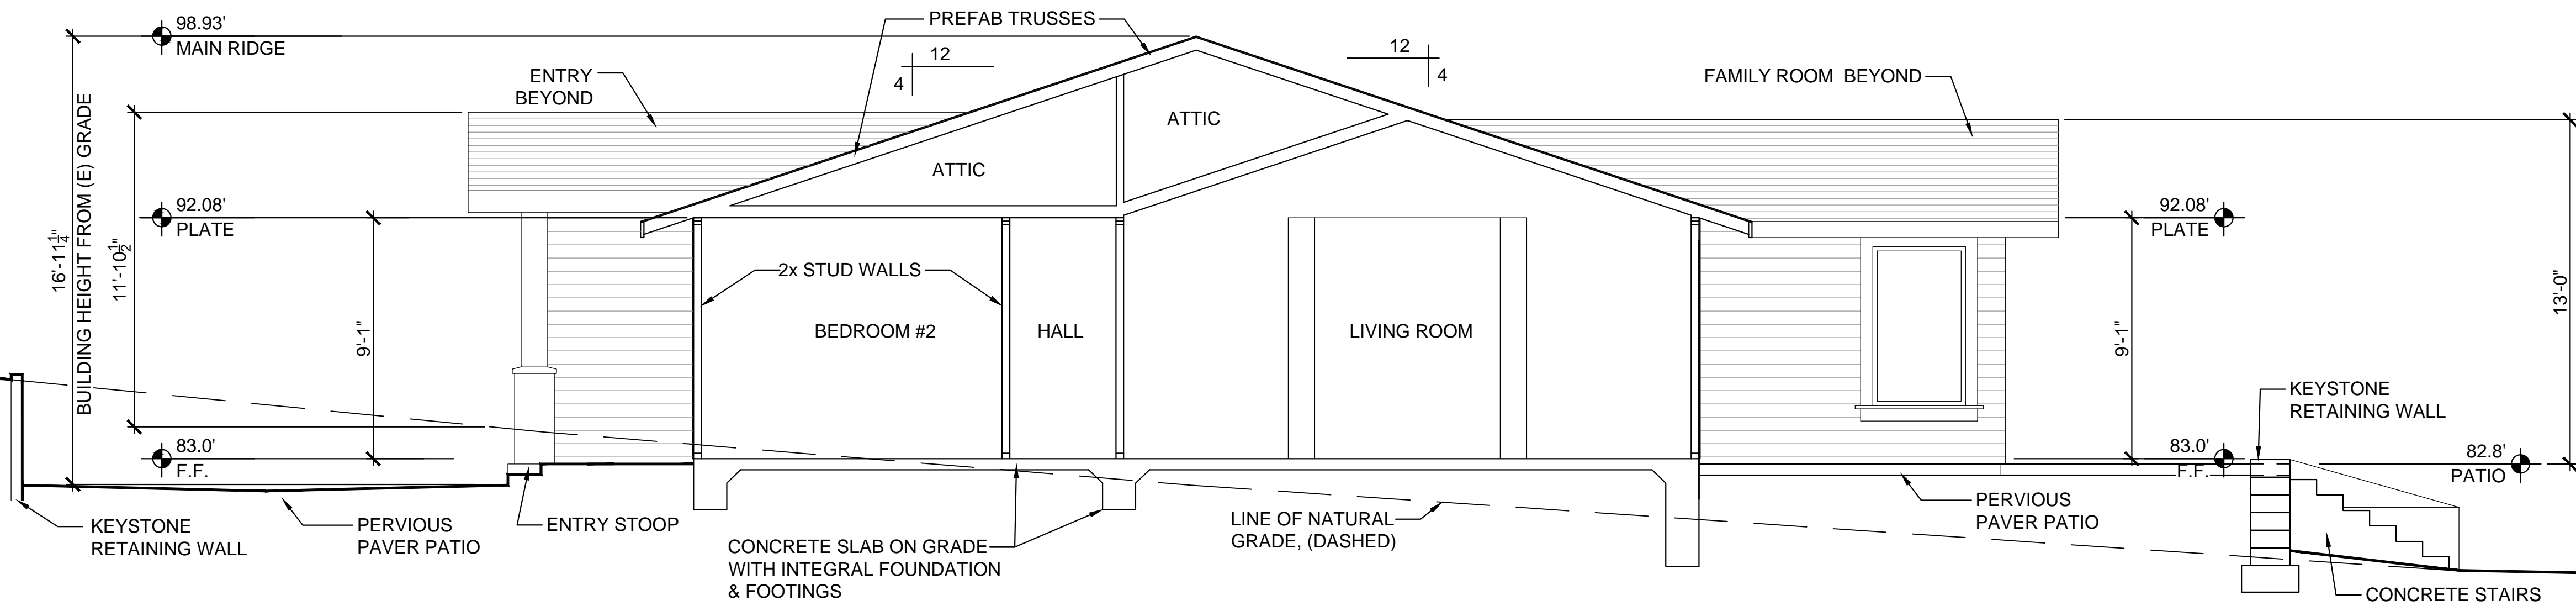 98.93'
MAIN RIDGE
PREFAB TRUSSES
12
4
12
4
ENTRY
BEYOND
FAMILY ROOM BEYOND
ATTIC
ATTIC
92.08'
PLATE
92.08'
PLATE
16'-11 1/4"
BUILDING HEIGHT FROM (E) GRADE
11'-10 1/2"
9'-1"
2x STUD WALLS
BEDROOM #2
HALL
LIVING ROOM
9'-1"
13'-0"
KEYSTONE
RETAINING WALL
83.0'
F.F.
83.0'
F.F.
82.8'
PATIO
KEYSTONE
RETAINING WALL
PERVIOUS
PAVER PATIO
ENTRY STOOP
CONCRETE SLAB ON GRADE
WITH INTEGRAL FOUNDATION
& FOOTINGS
LINE OF NATURAL
GRADE, (DASHED)
PERVIOUS
PAVER PATIO
CONCRETE STAIRS